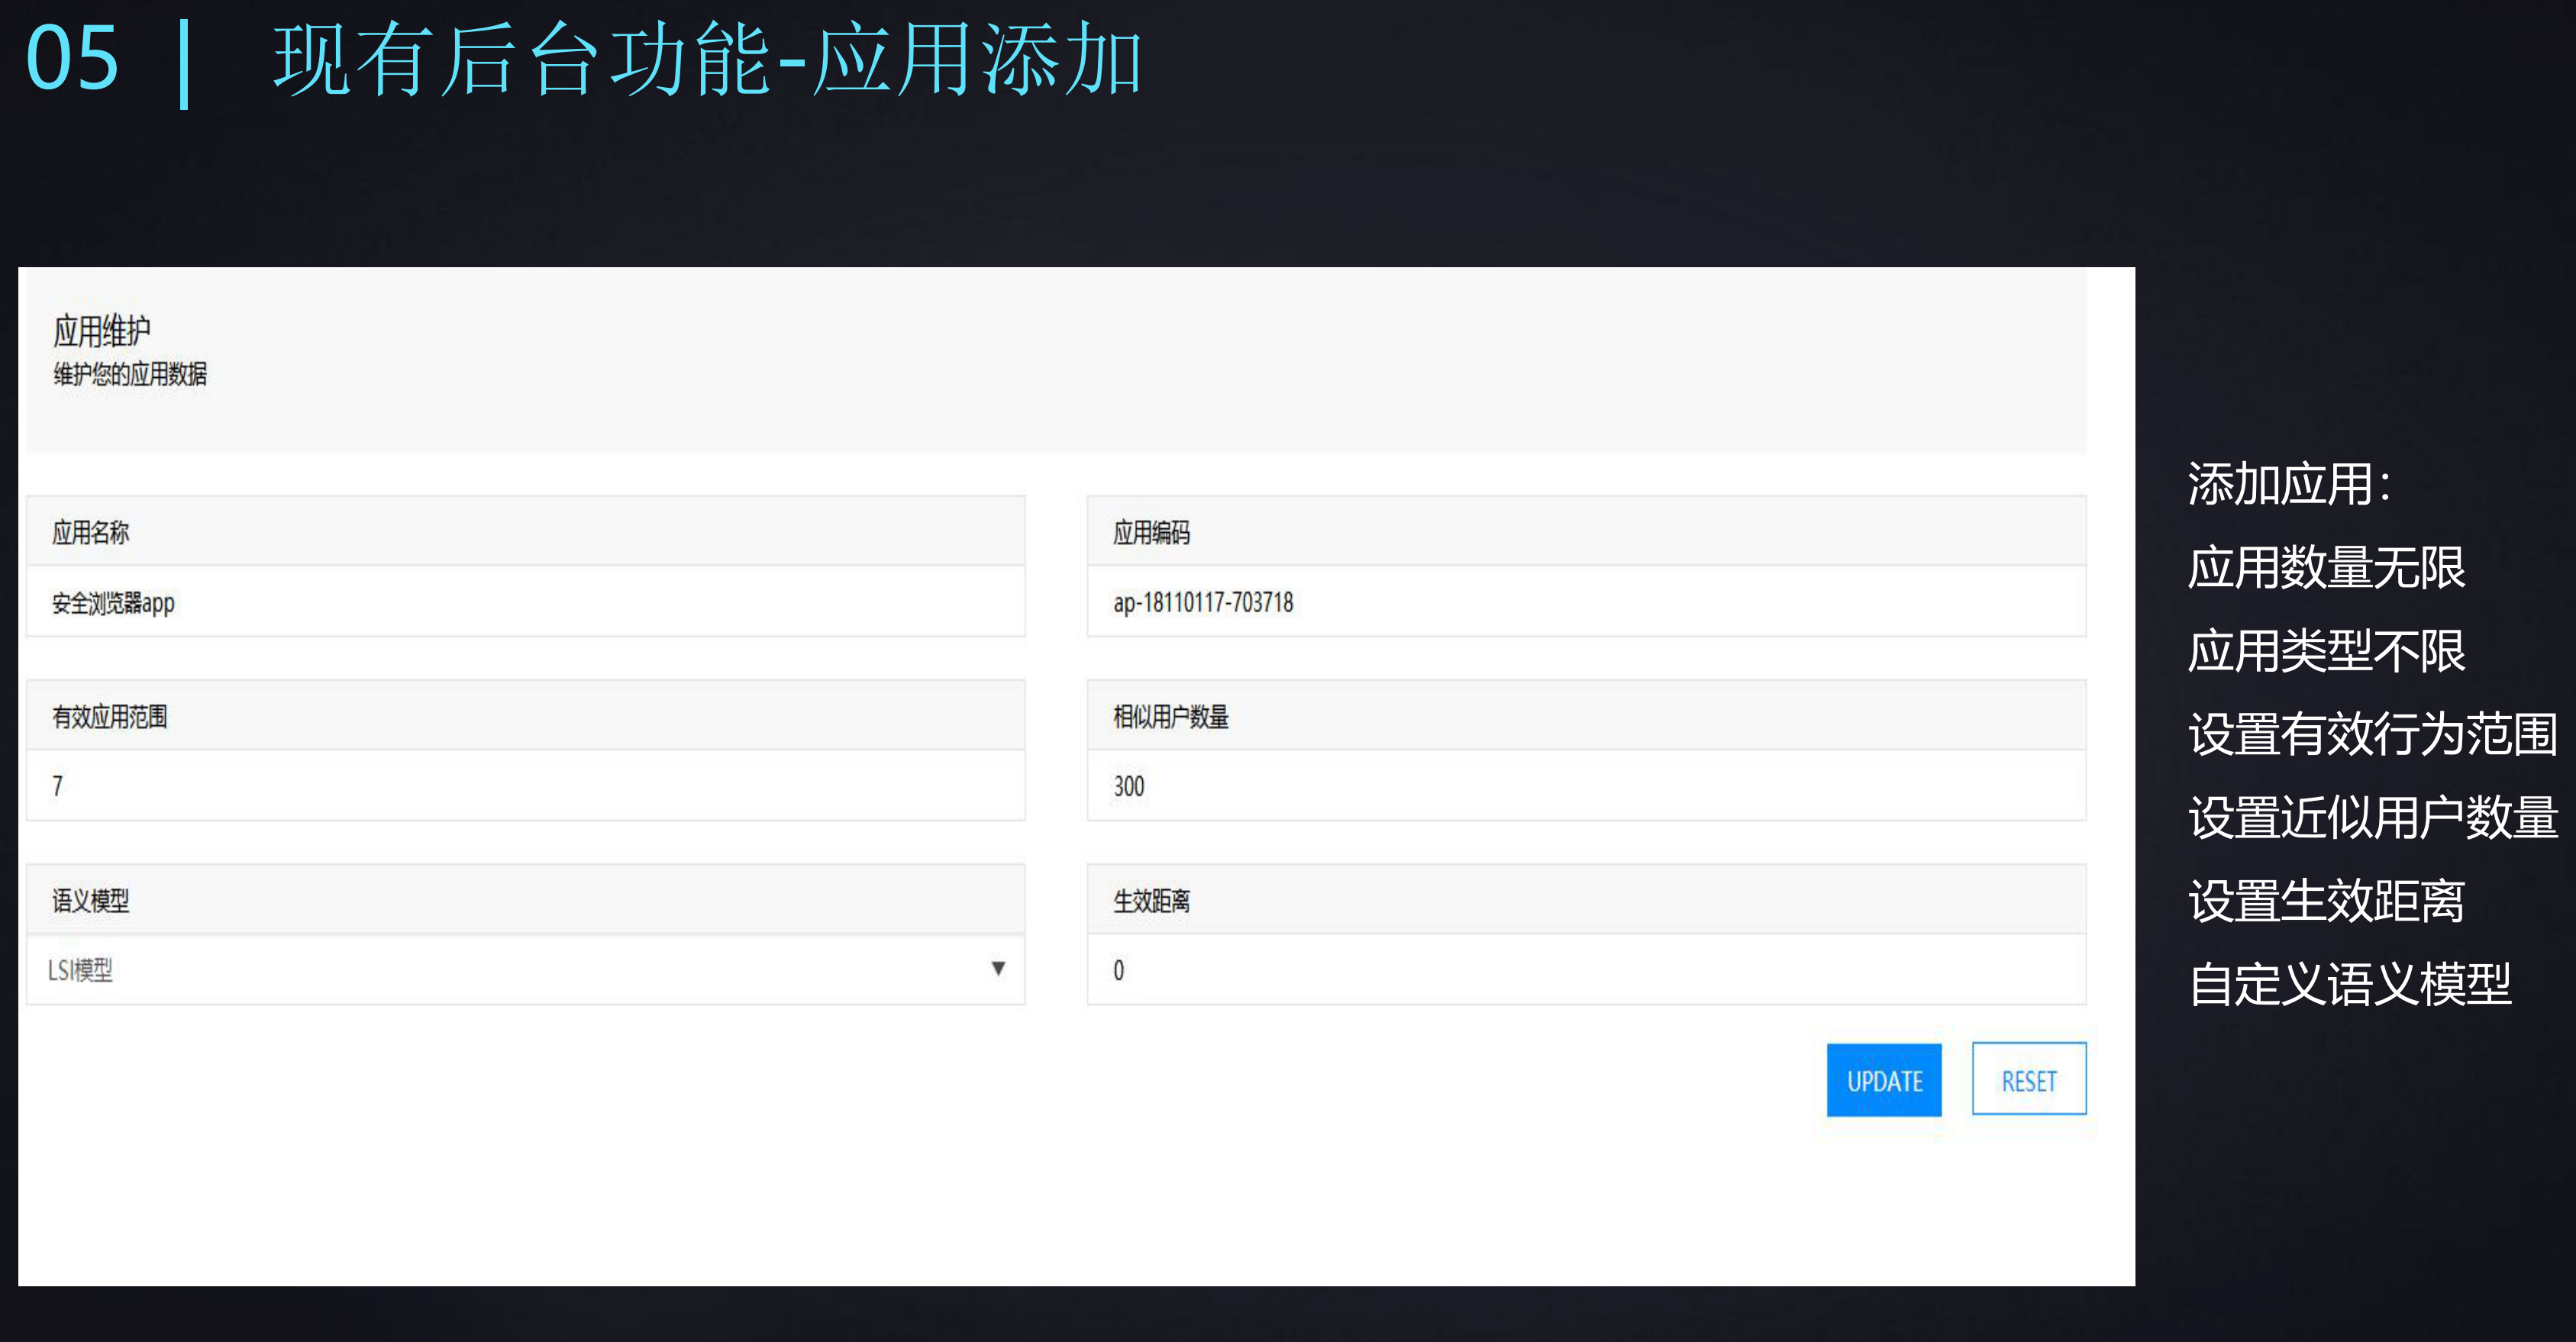 05 | 现有后台功能-应用添加
应用维护
维护您的应用数据
应用名称
安全浏览器app
应用编码
ap-18110117-703718
有效应用范围
7
相似用户数量
300
语义模型
LSI模型
生效距离
0
UPDATE
RESET
添加应用：
应用数量无限
应用类型不限
设置有效行为范围
设置近似用户数量
设置生效距离
自定义语义模型